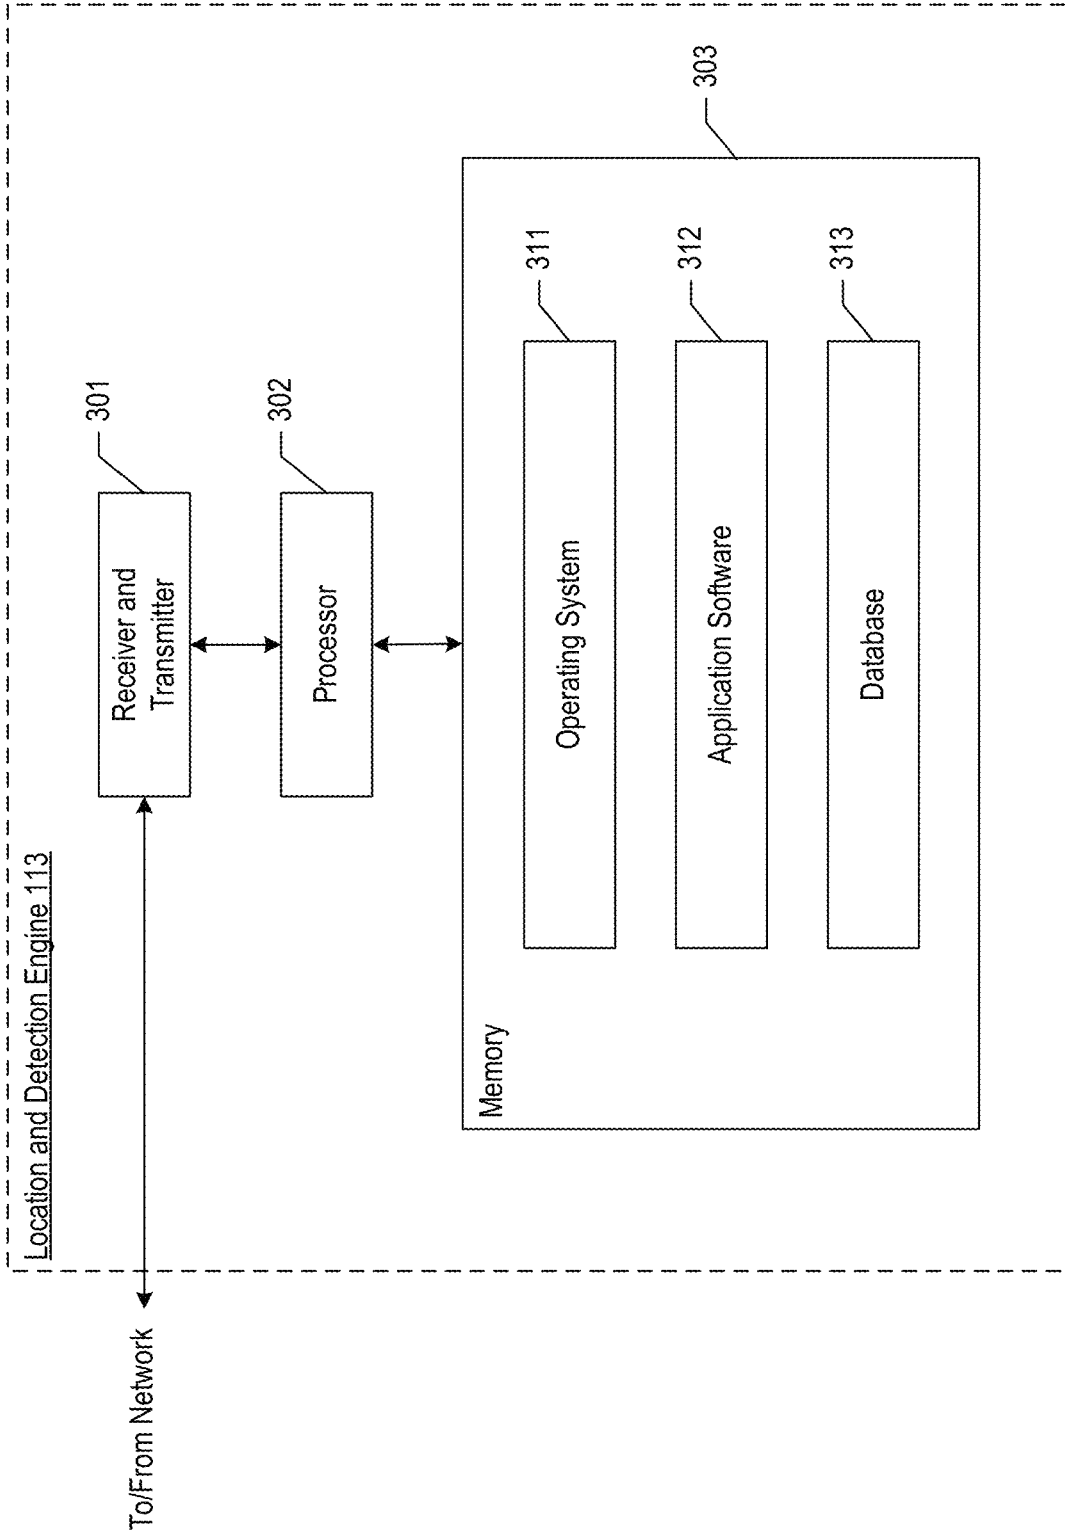 Location and Detection Engine 113
To/From Network
Receiver and
Transmitter
301
Processor
302
Memory
303
Operating System
311
Application Software
312
Database
313